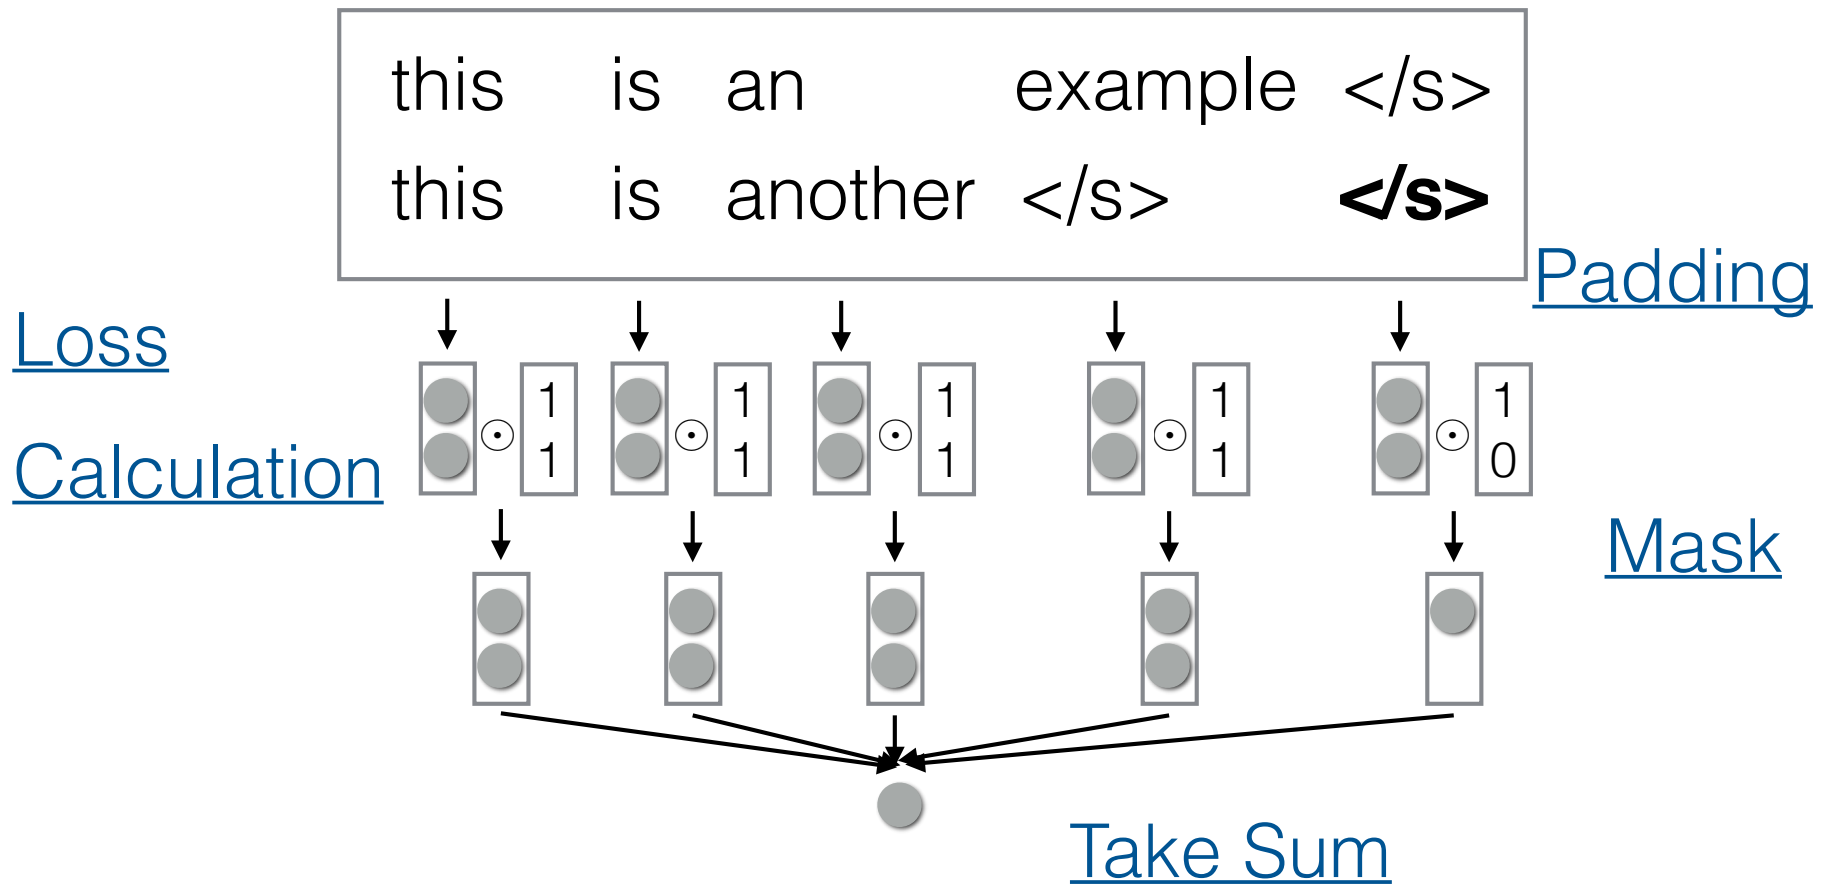 this is an example </s>
this is another </s> </s>
Padding
Loss
Calculation
1 1 1 1 1
⊙ ⊙ ⊙ ⊙ ⊙
1 1 1 1 0
Mask
Take Sum